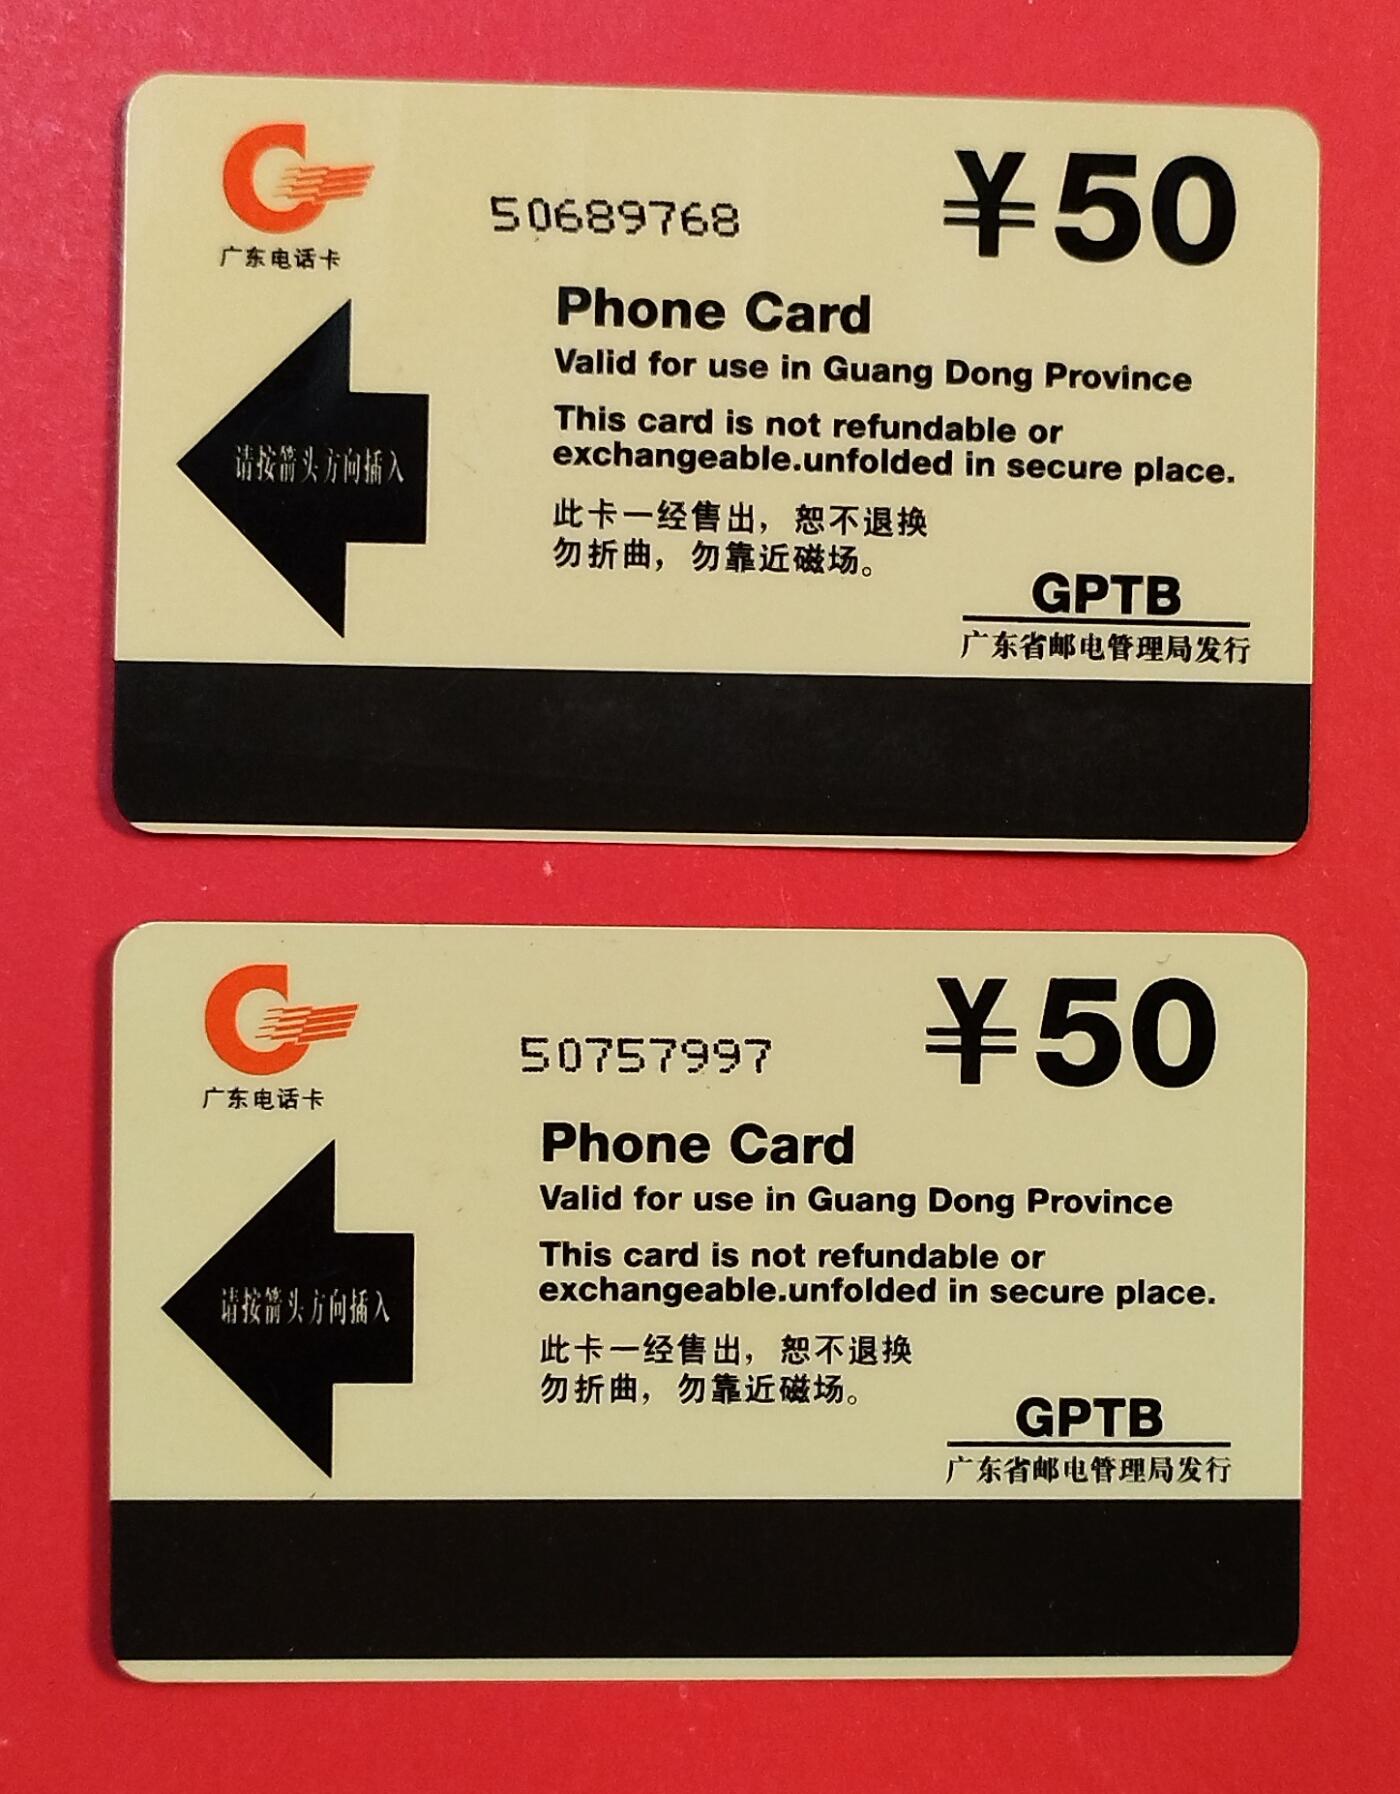 广东电话卡
50689768
¥50
Phone Card
Valid for use in Guang Dong Province
This card is not refundable or
exchangeable.unfolded in secure place.
请按箭头方向插入
此卡一经售出，恕不退换
勿折曲，勿靠近磁场。
GPTB
广东省邮电管理局发行
广东电话卡
50757997
¥50
Phone Card
Valid for use in Guang Dong Province
This card is not refundable or
exchangeable.unfolded in secure place.
请按箭头方向插入
此卡一经售出，恕不退换
勿折曲，勿靠近磁场。
GPTB
广东省邮电管理局发行